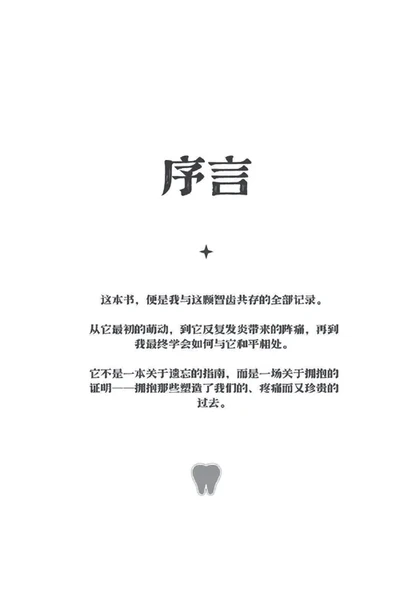 序言
这本书，便是我与这颗智齿共存的全部记录。
从它最初的萌动，到它反复发炎带来的阵痛，再到
我最终学会如何与它和平相处。
它不是一本关于遗忘的指南，而是一场关于拥抱的
证明——拥抱那些塑造了我们的、疼痛而又珍贵的
过去。